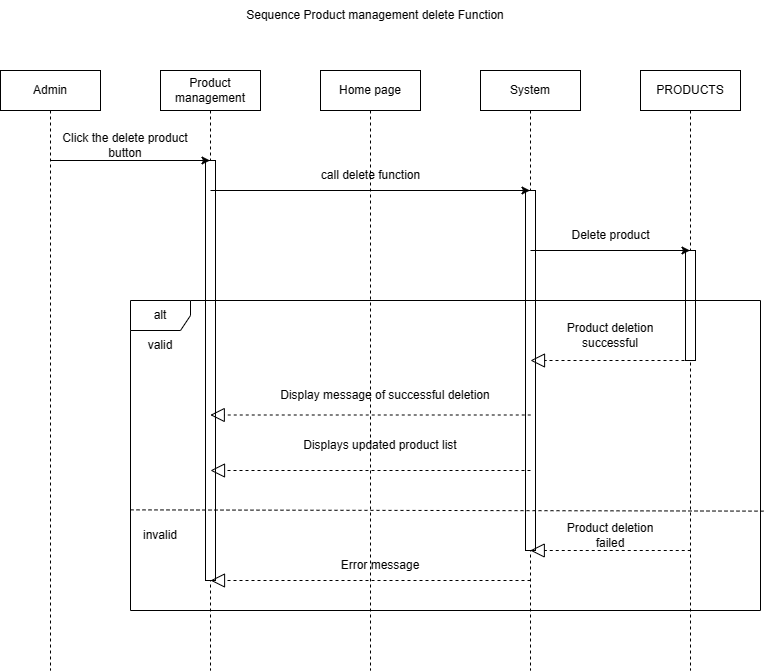 Sequence Product management delete Function
Admin
Product
management
Home page
System
PRODUCTS
Click the delete product
button
call delete function
Delete product
alt
valid
Product deletion
successful
Display message of successful deletion
Displays updated product list
invalid
Product deletion
failed
Error message